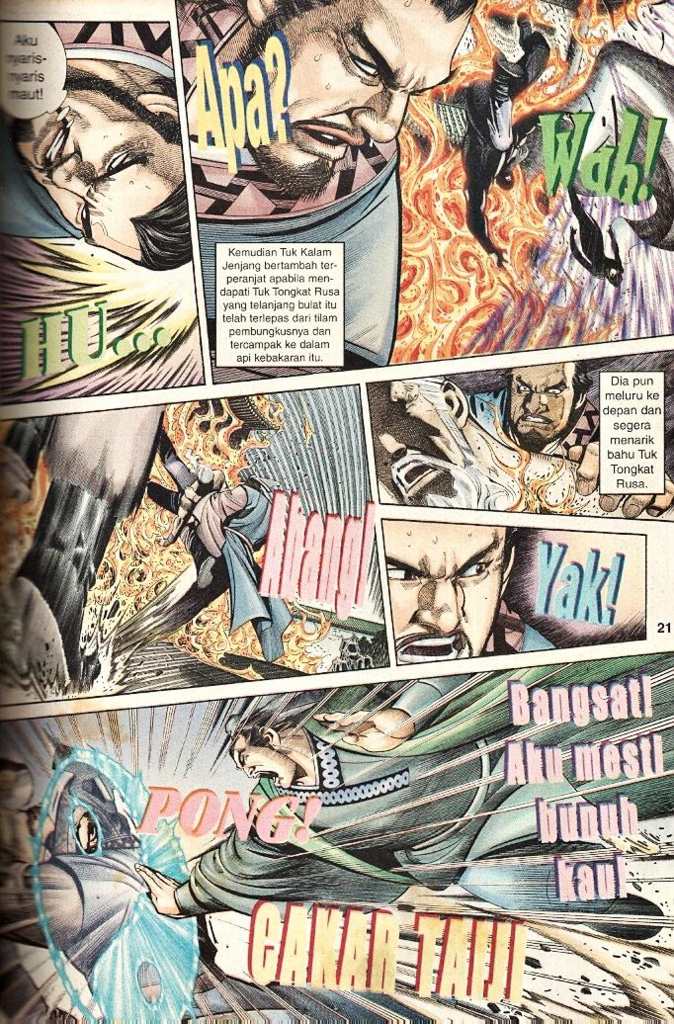 Aku
nyaris-
nyaris
maut!
HU...
Apa?
Wah!
Kemudian Tuk Kalam
Jenjang bertambah ter-
peranjat apabila men-
dapati Tuk Tongkat Rusa
yang telanjang bulat itu
telah terlepas dari tilam
pembungkusnya dan
tercampak ke dalam
api kebakaran itu.
Abang!
Dia pun
meluru ke
depan dan
segera
menarik
bahu Tuk
Tongkat
Rusa.
Yak!
21
Bangsat!
Aku mesti
bunuh
kau!
PONG!
CAKAR TAIJI